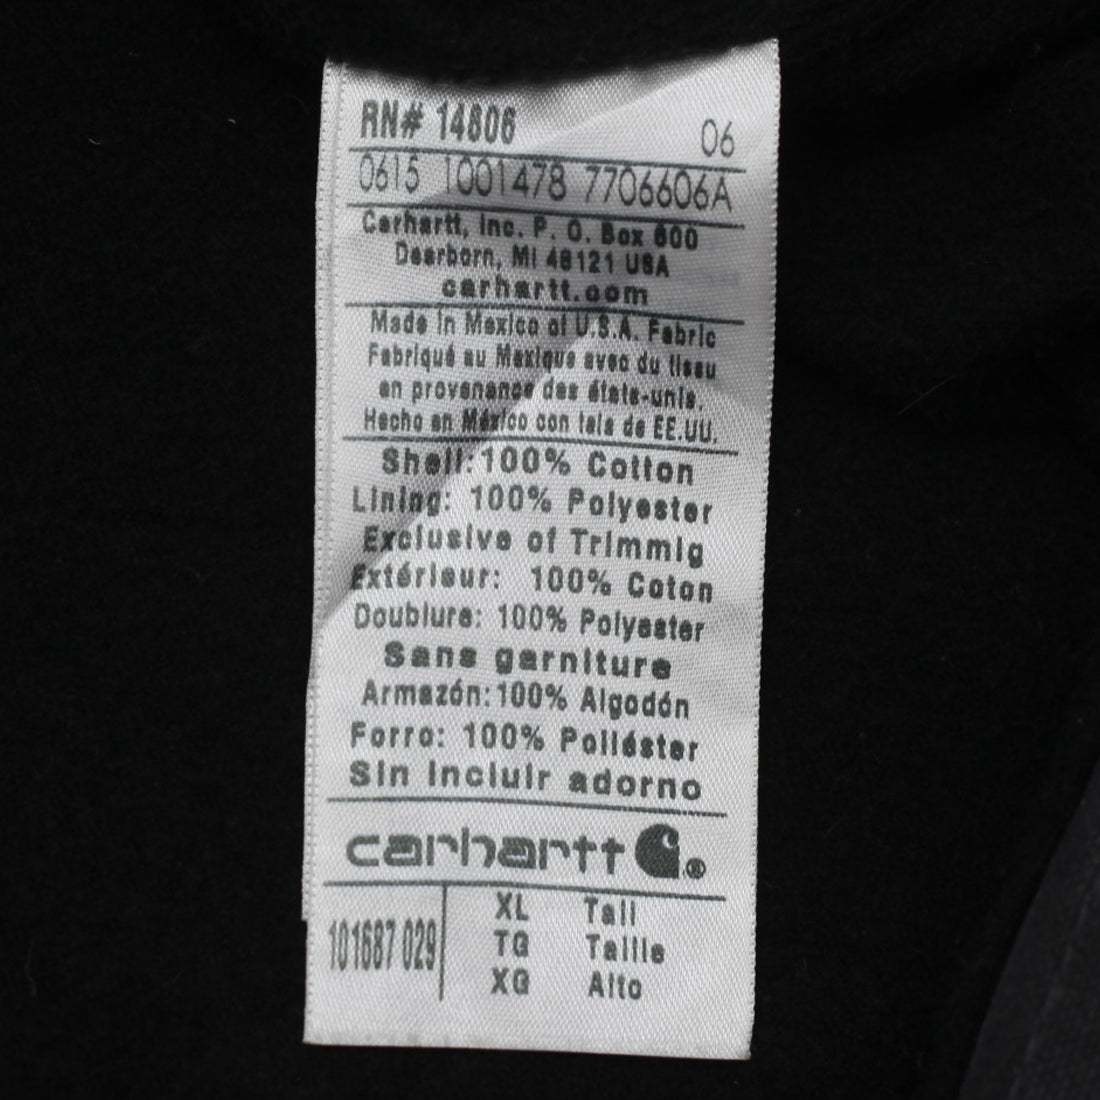 RN# 14806
06
0615 1001478 7706606A
Carhartt, Inc. P. O. Box 600
Dearborn, MI 48121 USA
carhartt.com
Made in Mexico of U.S.A. Fabric
Fabriqué au Mexique avec du tissu
en provenance des états-unis.
Hecho en México con tala de EE.UU.
Shell: 100% Cotton
Lining: 100% Polyester
Exclusive of Trimmig
Extérieur: 100% Coton
Doublure: 100% Polyester
Sans garniture
Armazón: 100% Algodón
Forro: 100% Poliéster
Sin incluir adorno
carhartt ®
101687 029
XL Tall
TG Taille
XG Alto